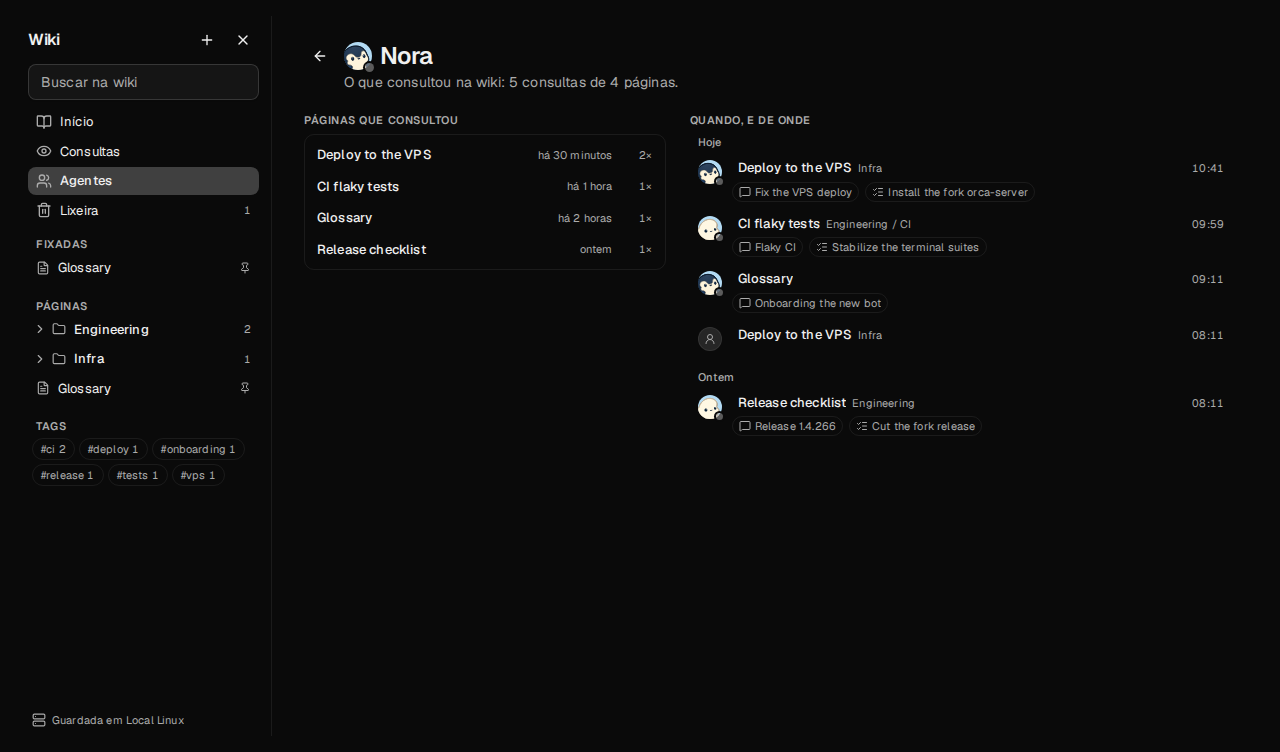 Wiki
Buscar na wiki
Início
Consultas
Agentes
Lixeira 1
FIXADAS
Glossary
PÁGINAS
Engineering 2
Infra 1
Glossary
TAGS
#ci 2 #deploy 1 #onboarding 1
#release 1 #tests 1 #vps 1
Guardada em Local Linux
Nora
O que consultou na wiki: 5 consultas de 4 páginas.
PÁGINAS QUE CONSULTOU
Deploy to the VPS há 30 minutos 2×
CI flaky tests há 1 hora 1×
Glossary há 2 horas 1×
Release checklist ontem 1×
QUANDO, E DE ONDE
Hoje
Deploy to the VPS Infra 10:41
Fix the VPS deploy Install the fork orca-server
CI flaky tests Engineering / CI 09:59
Flaky CI Stabilize the terminal suites
Glossary 09:11
Onboarding the new bot
Deploy to the VPS Infra 08:11
Ontem
Release checklist Engineering 08:11
Release 1.4.266 Cut the fork release